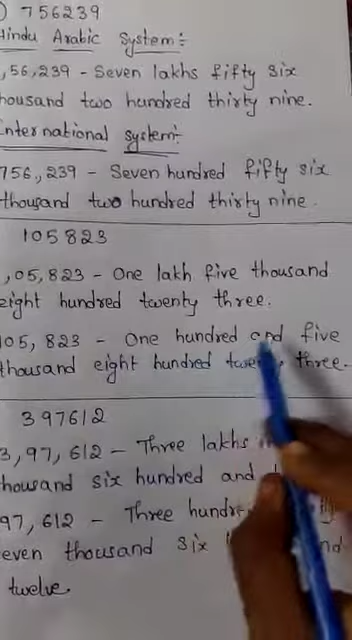 ) 756239
Hindu Arabic System:-
,56,239 - Seven lakhs fifty six
housand two hundred thirty nine.
International system:-
756,239 - Seven hundred fifty six
thousand two hundred thirty nine.
105823
,05,823 - One lakh five thousand
eight hundred twenty three.
105, 823 - One hundred and five
thousand eight hundred three.
397612
3,97,612 - Three lakhs
housand six hundred and
97,612 - Three
even thousand six
twelve.